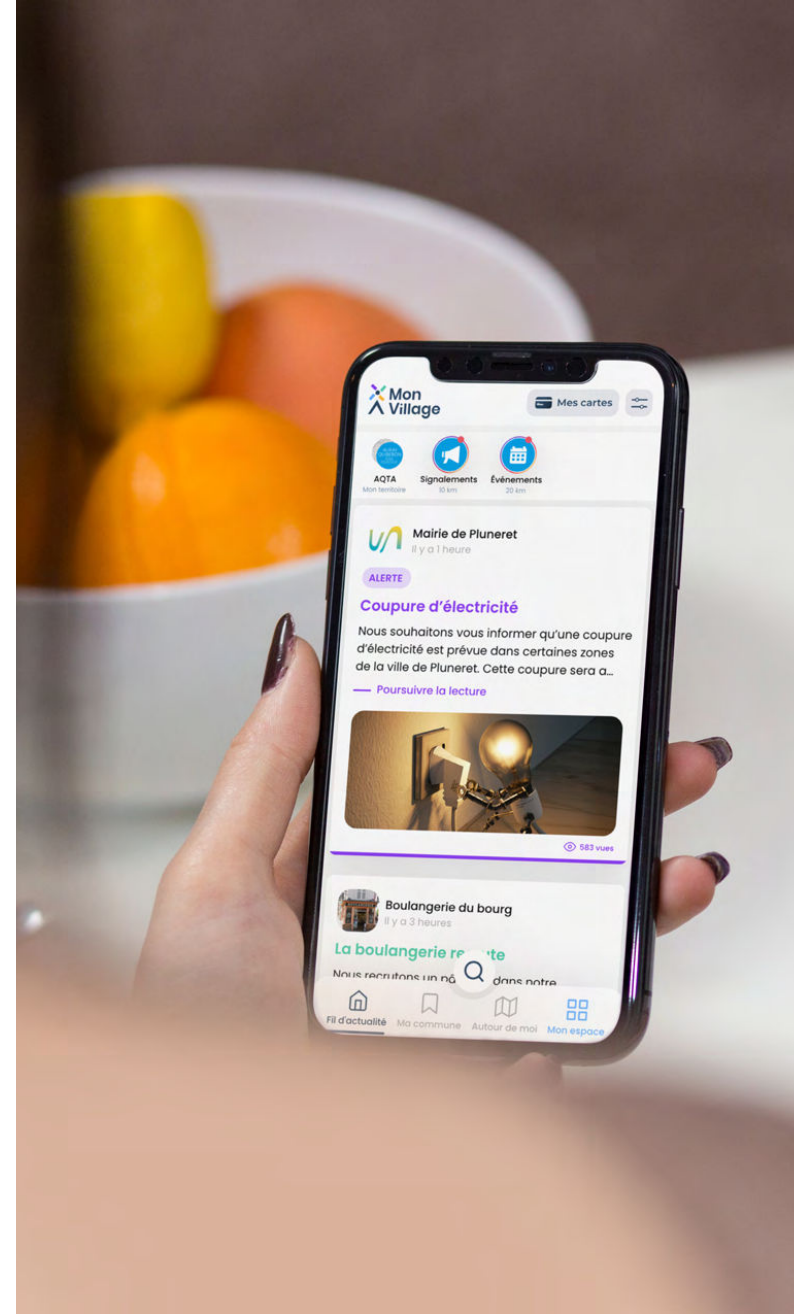 Mon
Village
Mes cartes
AQTA
Mon territoire
Signalements
10 km
Événements
20 km
Mairie de Pluneret
Il y a 1 heure
ALERTE
Coupure d'électricité
Nous souhaitons vous informer qu'une coupure
d'électricité est prévue dans certaines zones
de la ville de Pluneret. Cette coupure sera a...
Poursuivre la lecture
583 vues
Boulangerie du bourg
Il y a 3 heures
La boulangerie
Nous recrutons un dans notre
Fil d'actualité
Ma commune
Autour de moi
Mon espace